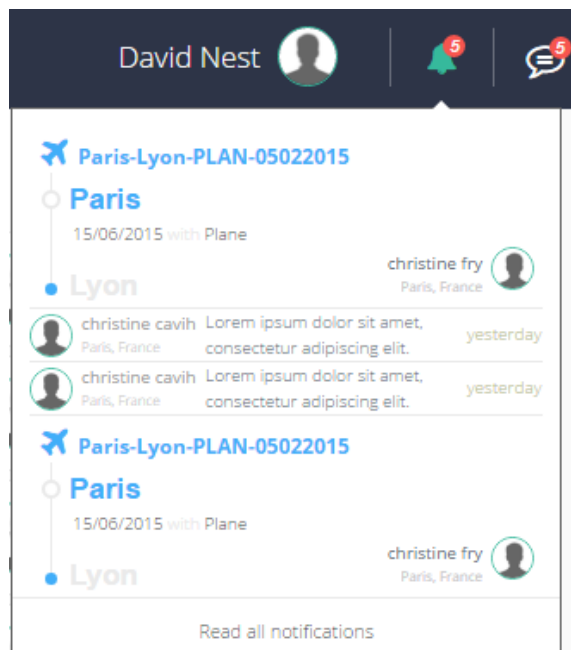 David Nest
5
5
Paris-Lyon-PLAN-05022015
Paris
15/06/2015 with Plane
christine fry
Paris, France
Lyon
christine cavih Lorem ipsum dolor sit amet, yesterday
Paris, France consectetur adipiscing elit.
christine cavih Lorem ipsum dolor sit amet, yesterday
Paris, France consectetur adipiscing elit.
Paris-Lyon-PLAN-05022015
Paris
15/06/2015 with Plane
christine fry
Paris, France
Lyon
Read all notifications